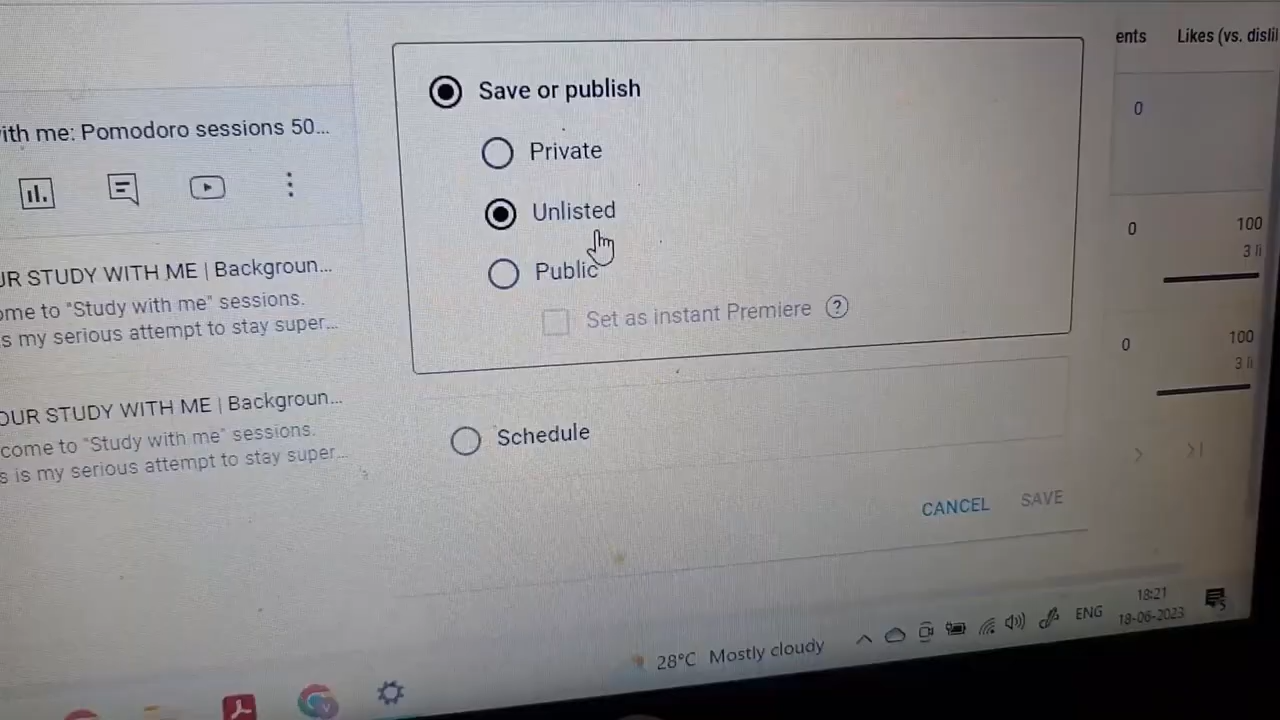 ents Likes (vs. dislil
Save or publish
ith me: Pomodoro sessions 50...
Private
0
Unlisted
0 100
3 li
UR STUDY WITH ME | Backgroun...
Public
ome to "Study with me" sessions.
s my serious attempt to stay super...
Set as instant Premiere ?
0 100
3 li
OUR STUDY WITH ME | Backgroun...
Schedule
come to "Study with me" sessions.
s is my serious attempt to stay super...
CANCEL SAVE
28°C Mostly cloudy
ENG
18:21
18-06-2023